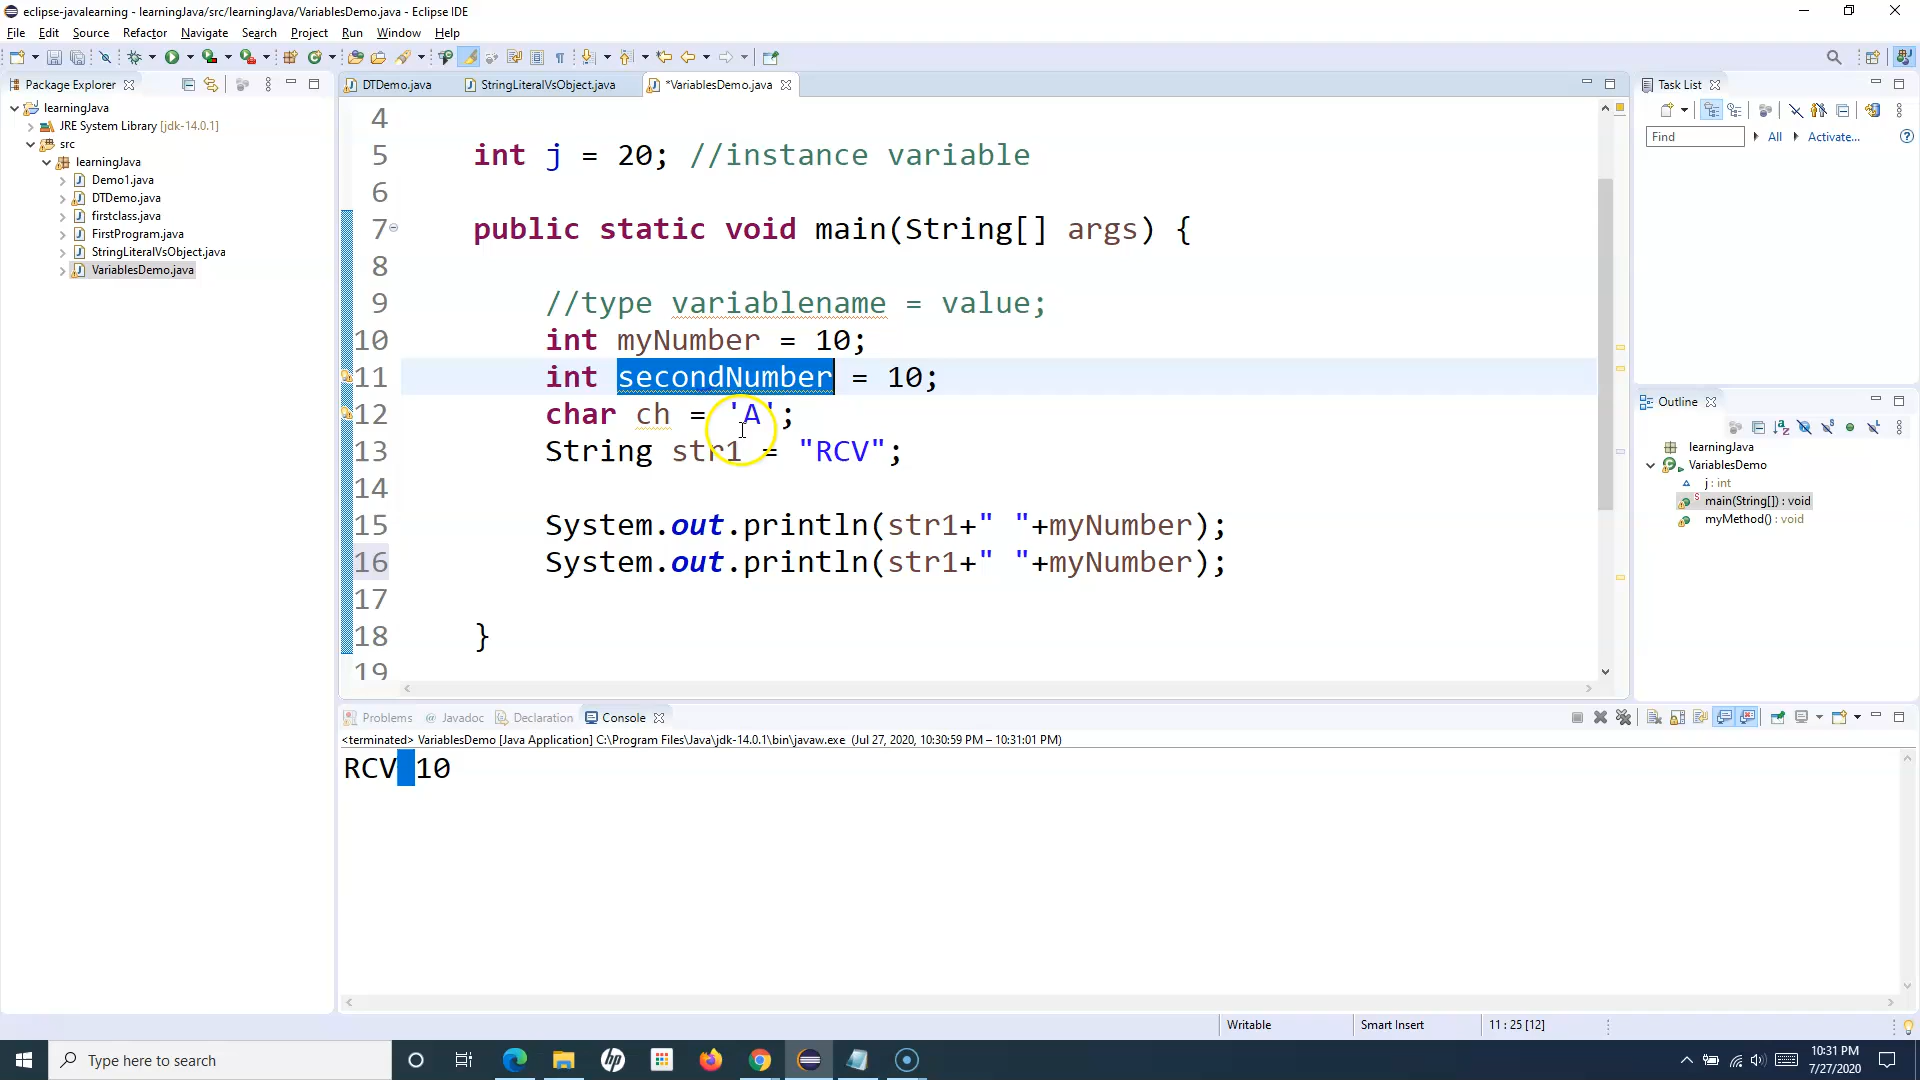 eclipse-javalearning - learningJava/src/learningJava/VariablesDemo.java - Eclipse IDE
File Edit Source Refactor Navigate Search Project Run Window Help
Package Explorer
learningJava
JRE System Library [jdk-14.0.1]
src
learningJava
Demo1.java
DTDemo.java
firstclass.java
FirstProgram.java
StringLiteralVsObject.java
VariablesDemo.java
DTDemo.java StringLiteralVsObject.java *VariablesDemo.java
4
5 int j = 20; //instance variable
6
7 public static void main(String[] args) {
8
9 //type variablename = value;
10 int myNumber = 10;
11 int secondNumber = 10;
12 char ch = 'A';
13 String str1 = "RCV";
14
15 System.out.println(str1+" "+myNumber);
16 System.out.println(str1+" "+myNumber);
17
18 }
19
Task List
Find All Activate...
Outline
learningJava
VariablesDemo
j : int
main(String[]) : void
myMethod() : void
Problems Javadoc Declaration Console
<terminated> VariablesDemo [Java Application] C:\Program Files\Java\jdk-14.0.1\bin\javaw.exe (Jul 27, 2020, 10:30:59 PM – 10:31:01 PM)
RCV 10
Writable Smart Insert 11 : 25 [12]
Type here to search
10:31 PM
7/27/2020